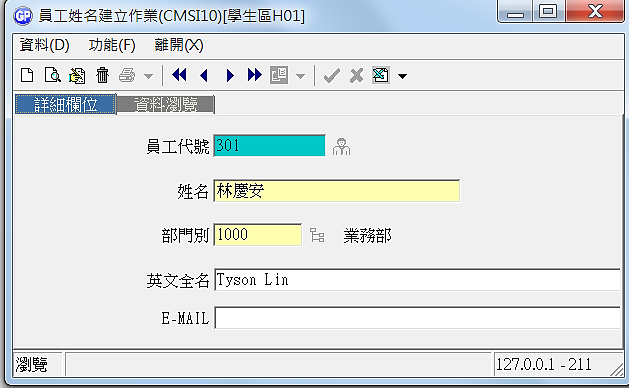 GP 員工姓名建立作業(CMSI10)[學生區H01]
資料(D) 功能(F) 離開(X)
詳細欄位 資料瀏覽
員工代號 301
姓名 林慶安
部門別 1000 業務部
英文全名 Tyson Lin
E-MAIL
瀏覽 127.0.0.1 - 211